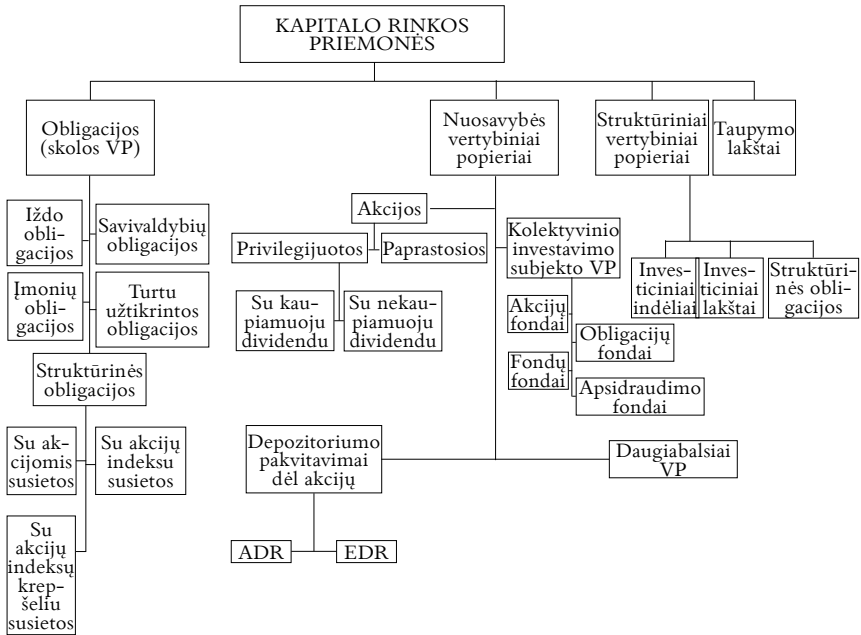 KAPITALO RINKOS
PRIEMONĖS
Obligacijos
(skolos VP)
Nuosavybės
vertybiniai
popieriai
Struktūriniai
vertybiniai
popieriai
Taupymo
lakštai
Iždo
obli-
gacijos
Savivaldybių
obligacijos
Įmonių
obli-
gacijos
Turtu
užtikrintos
obligacijos
Struktūrinės
obligacijos
Su ak-
cijomis
susietos
Su akcijų
indeksu
susietos
Su
akcijų
indeksų
krep-
šeliu
susietos
Akcijos
Privilegijuotos
Paprastosios
Su kau-
piamuoju
dividendu
Su nekau-
piamuoju
dividendu
Kolektyvinio
investavimo
subjekto VP
Akcijų
fondai
Obligacijų
fondai
Fondų
fondai
Apsidraudimo
fondai
Depozitoriumo
pakvitavimai
dėl akcijų
Daugiabalsiai
VP
ADR
EDR
Inves-
ticiniai
indėliai
Inves-
ticiniai
lakštai
Struktūri-
nės obli-
gacijos